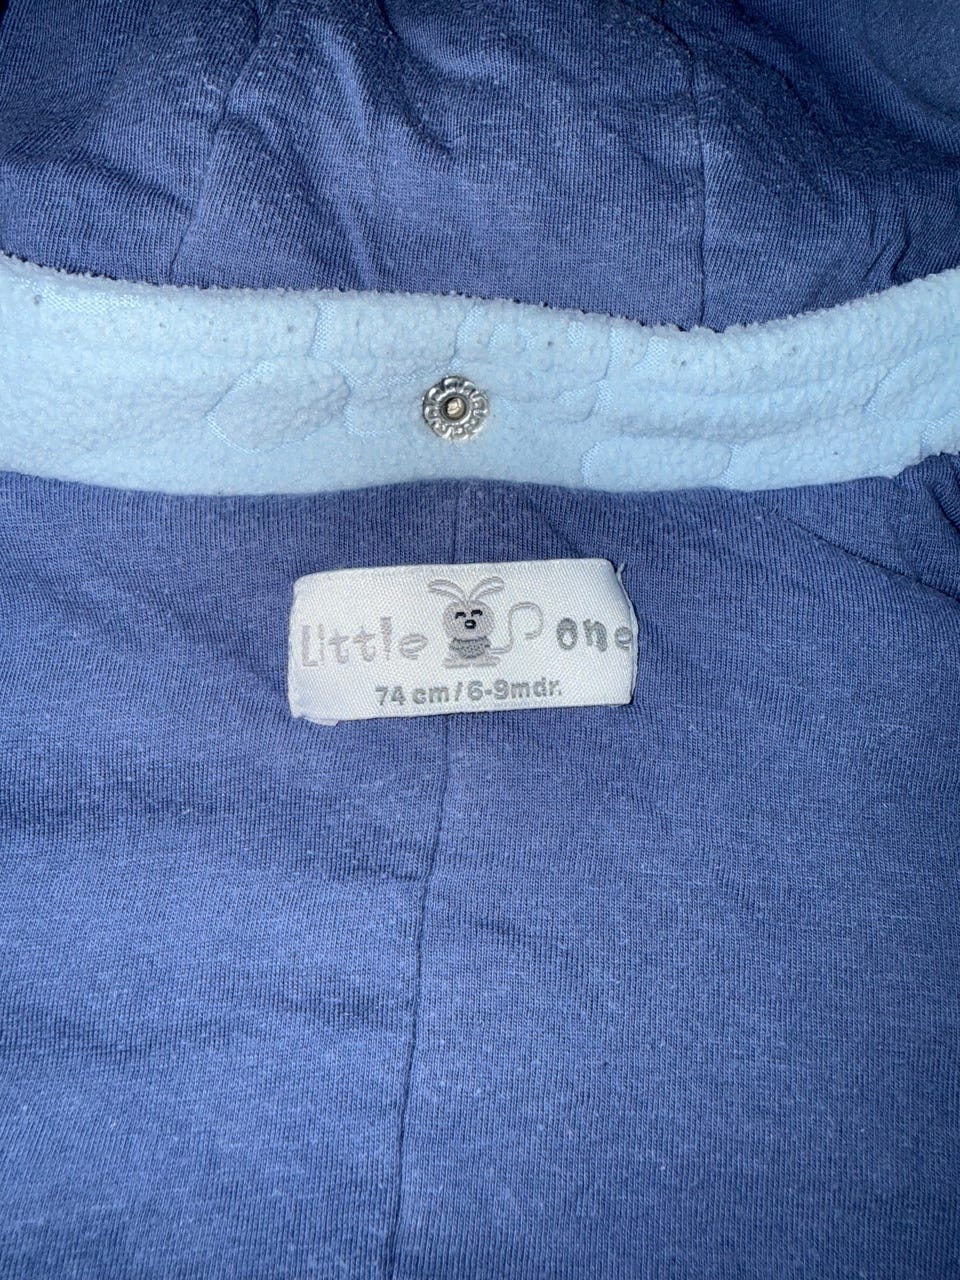 Little one
74 cm / 6-9mdr.